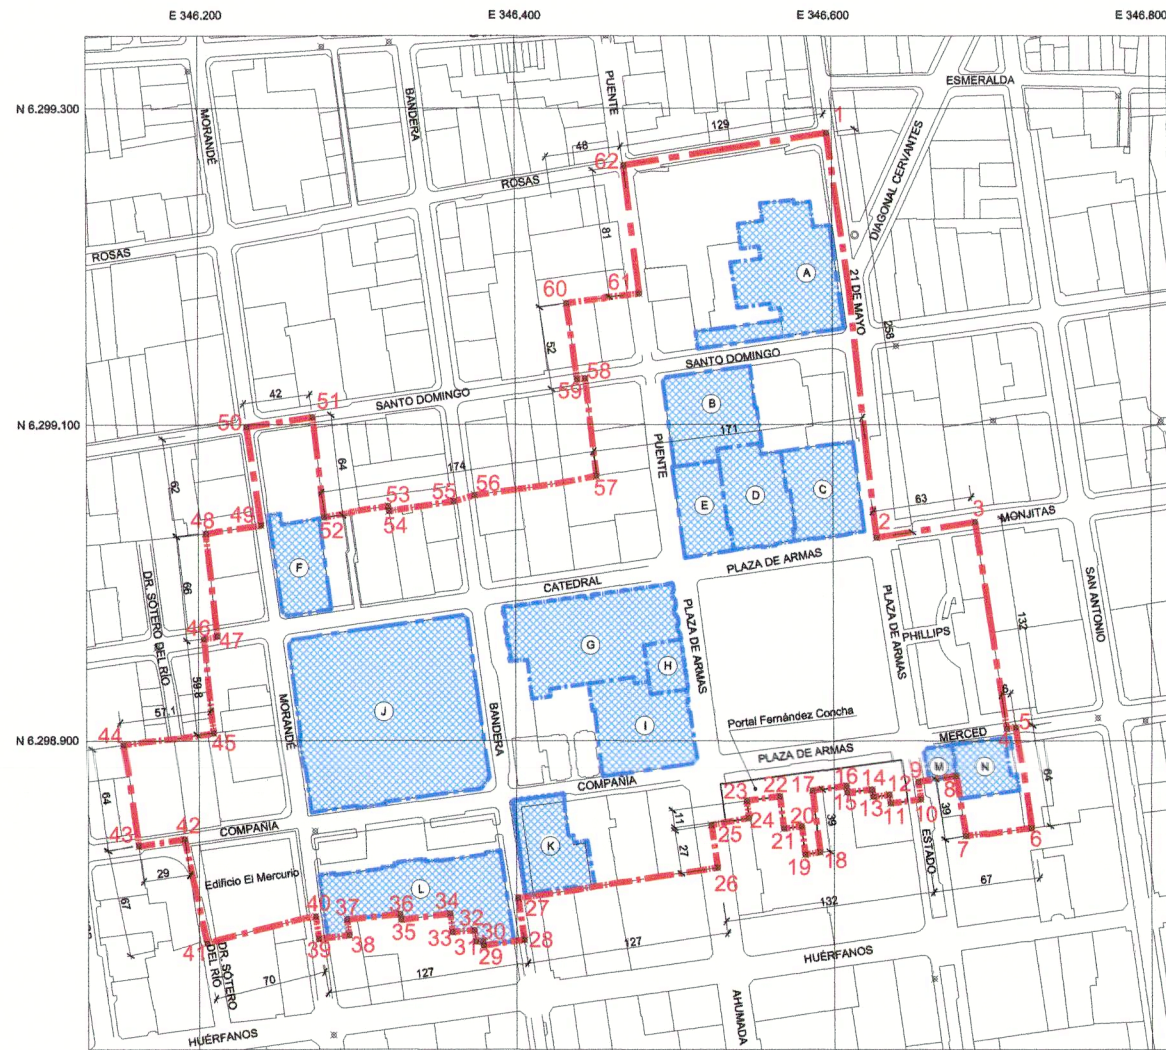 E 346.200
E 346.400
E 346.600
E 346.800
N 6.299.300
N 6.299.100
N 6.298.900
ESMERALDA
PUENTE
BANDERA
MORANDÉ
DIAGONAL CERVANTES
129
1
48
62
ROSAS
ROSAS
81
A
21 DE MAYO
60
61
258
52
SANTO DOMINGO
58
59
42
51
SANTO DOMINGO
50
B
PUENTE
171
64
62
174
53
55
56
57
54
52
48
49
E
D
C
63
3
2
MONJITAS
F
PLAZA DE ARMAS
CATEDRAL
DR. SÓTERO DEL RÍO
66
46
47
PLAZA DE ARMAS
PLAZA DE ARMAS
PHILLIPS
SAN ANTONIO
132
G
H
59.8
57.1
MORANDÉ
J
BANDERA
I
6
44
45
Portal Fernández Concha
MERCED
5
4
PLAZA DE ARMAS
M
N
COMPAÑÍA
9
8
23
22
17
16
14
12
15
13
11
10
64
64
COMPAÑÍA
11
25
24
21
20
39
39
43
42
K
27
19
18
ESTADO
7
6
29
Edificio El Mercurio
26
67
67
L
132
40
37
36
34
32
30
27
35
33
31
29
28
39
38
41
DR. SÓTERO
DEL RÍO
127
70
127
HUÉRFANOS
AHUMADA
HUÉRFANOS